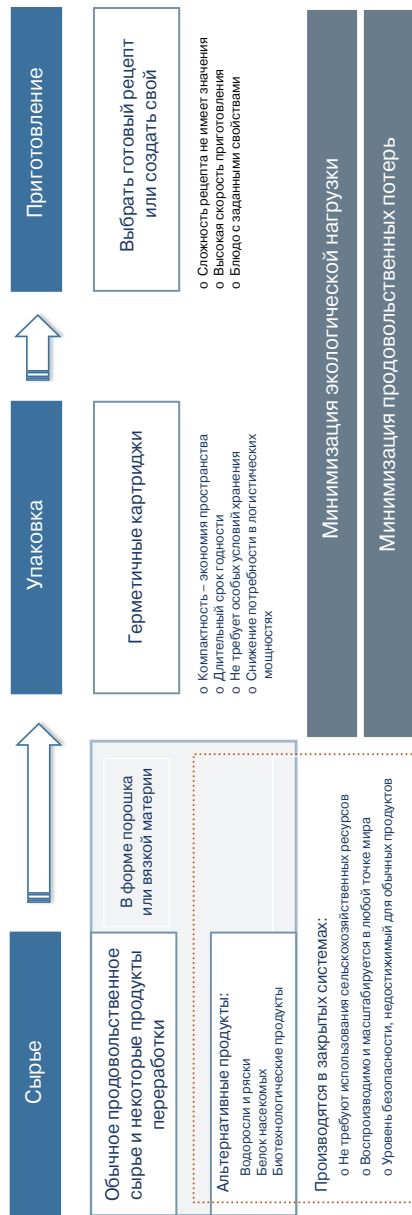 Сырье
Упаковка
Приготовление
Обычное продовольственное
сырье и некоторые продукты
переработки
В форме порошка
или вязкой материи
Альтернативные продукты:
Водоросли и ряски
Белок насекомых
Биотехнологические продукты
Производятся в закрытых системах:
o Не требуют использования сельскохозяйственных ресурсов
o Воспроизводимо и масштабируется в любой точке мира
o Уровень безопасности, недостижимый для обычных продуктов
Герметичные картриджи
o Компактность – экономия пространства
o Длительный срок годности
o Не требует особых условий хранения
o Снижение потребности в логистических
мощностях
Выбрать готовый рецепт
или создать свой
o Сложность рецепта не имеет значения
o Высокая скорость приготовления
o Блюдо с заданными свойствами
Минимизация экологической нагрузки
Минимизация продовольственных потерь